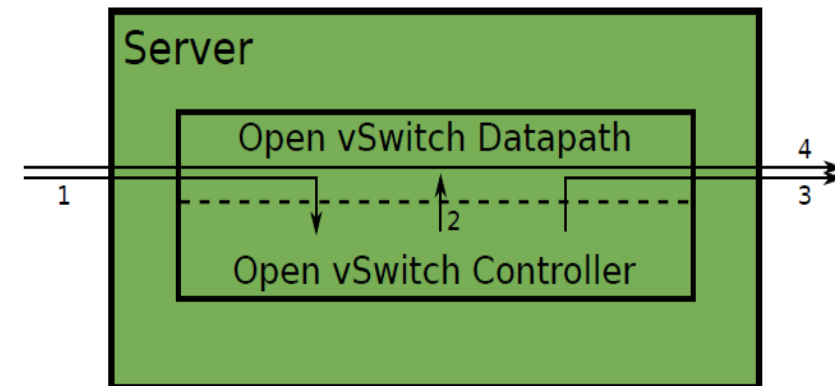 Server
Open vSwitch Datapath
4
1
3
2
Open vSwitch Controller